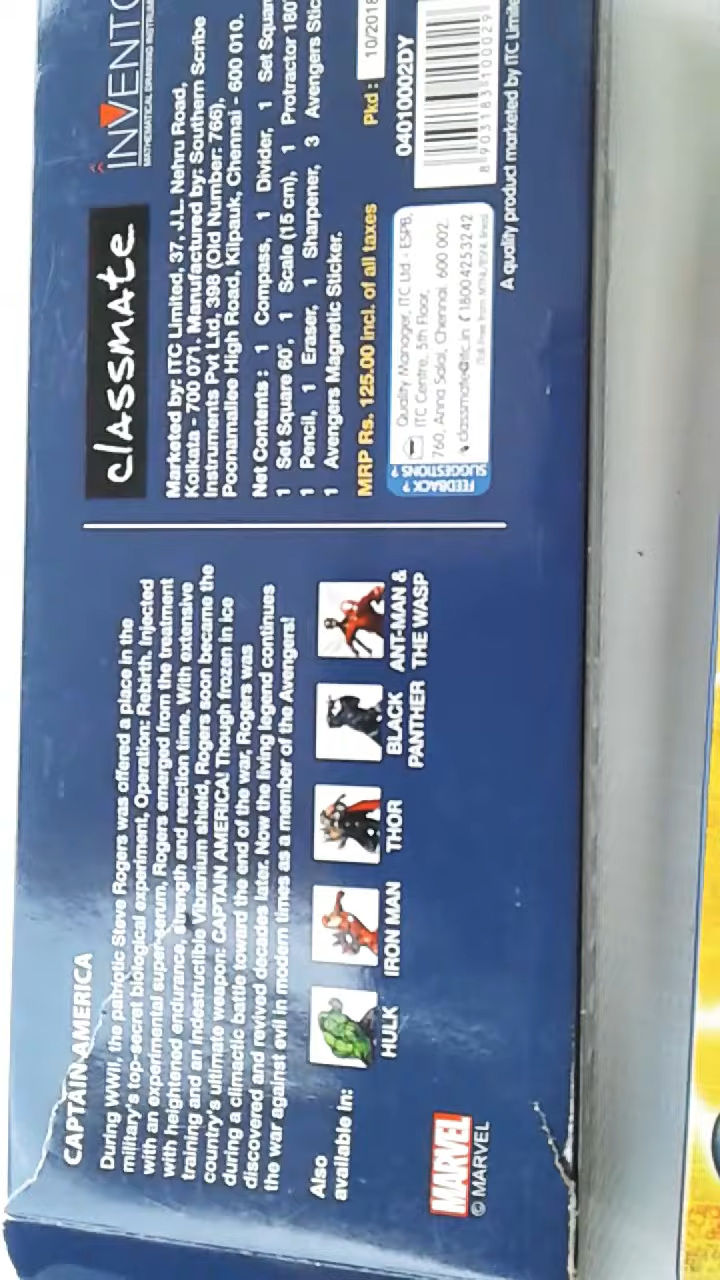 CAPTAIN AMERICA
During WWII, the patriotic Steve Rogers was offered a place in the
military's top-secret biological experiment, Operation: Rebirth. Injected
with an experimental super-serum, Rogers emerged from the treatment
with heightened endurance, strength and reaction time. With extensive
training and an indestructible Vibranium shield, Rogers soon became the
country's ultimate weapon: CAPTAIN AMERICA! Though frozen in ice
during a climactic battle toward the end of the war, Rogers was
discovered and revived decades later. Now the living legend continues
the war against evil in modern times as a member of the Avengers!
Also
available in:
HULK
IRON MAN
THOR
BLACK
PANTHER
ANT-MAN &
THE WASP
MARVEL
© MARVEL
classmate
INVENTO
MATHEMATICAL DRAWING
Marketed by: ITC Limited, 37, J.L. Nehru Road,
Kolkata - 700 071. Manufactured by: Southern Scribe
Instruments Pvt Ltd, 398 (Old Number: 766),
Poonamallee High Road, Kilpauk, Chennai - 600 010.
Net Contents: 1 Compass, 1 Divider, 1 Set Squar
1 Set Square 60°, 1 Scale (15 cm), 1 Protractor 180°
1 Pencil, 1 Eraser, 1 Sharpener, 3 Avengers Stic
1 Avengers Magnetic Sticker.
MRP Rs. 125.00 incl. of all taxes
Pkd: 10/2018
FEEDBACK ?
SUGGESTIONS ?
Quality Manager, ITC Ltd - ESPB,
ITC Centre, 5th Floor,
760, Anna Salai, Chennai. 600 002.
classmate@itc.in 18004253242
04010002DY
8 903183 100029
A quality product marketed by ITC Limite